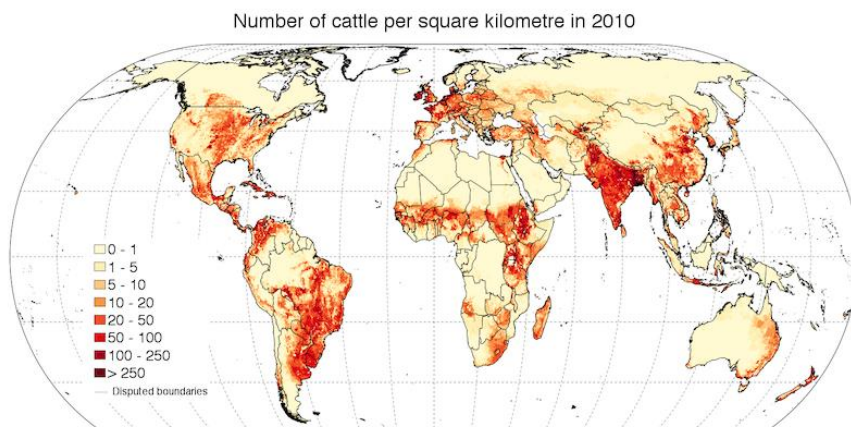 Number of cattle per square kilometre in 2010
0 - 1
1 - 5
5 - 10
10 - 20
20 - 50
50 - 100
100 - 250
> 250
Disputed boundaries